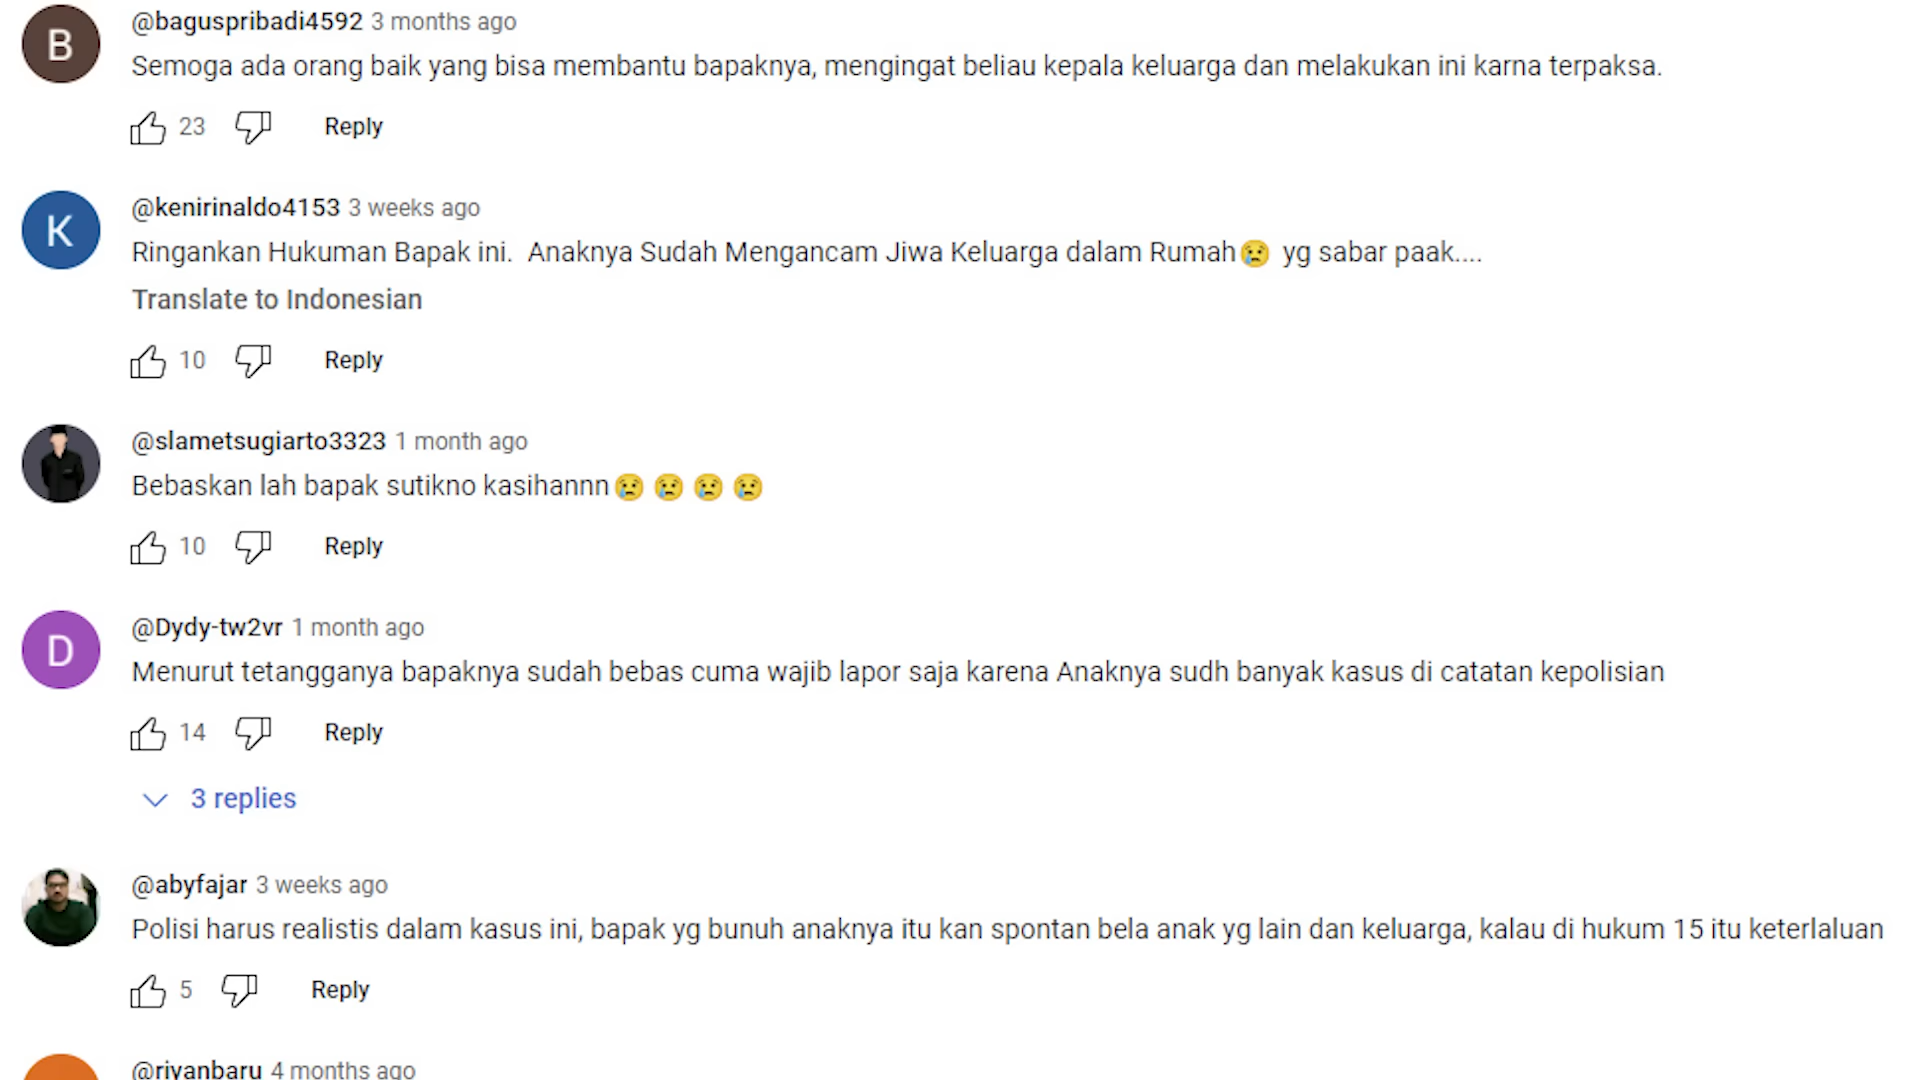 B
@baguspribadi4592 3 months ago
Semoga ada orang baik yang bisa membantu bapaknya, mengingat beliau kepala keluarga dan melakukan ini karna terpaksa.
23 Reply
K
@kenirinaldo4153 3 weeks ago
Ringankan Hukuman Bapak ini. Anaknya Sudah Mengancam Jiwa Keluarga dalam Rumah😢 yg sabar paak....
Translate to Indonesian
10 Reply
@slametsugiarto3323 1 month ago
Bebaskan lah bapak sutikno kasihannn😢 😢 😢 😢
10 Reply
D
@Dydy-tw2vr 1 month ago
Menurut tetangganya bapaknya sudah bebas cuma wajib lapor saja karena Anaknya sudh banyak kasus di catatan kepolisian
14 Reply
3 replies
@abyfajar 3 weeks ago
Polisi harus realistis dalam kasus ini, bapak yg bunuh anaknya itu kan spontan bela anak yg lain dan keluarga, kalau di hukum 15 itu keterlaluan
5 Reply
@riyanbaru 4 months ago